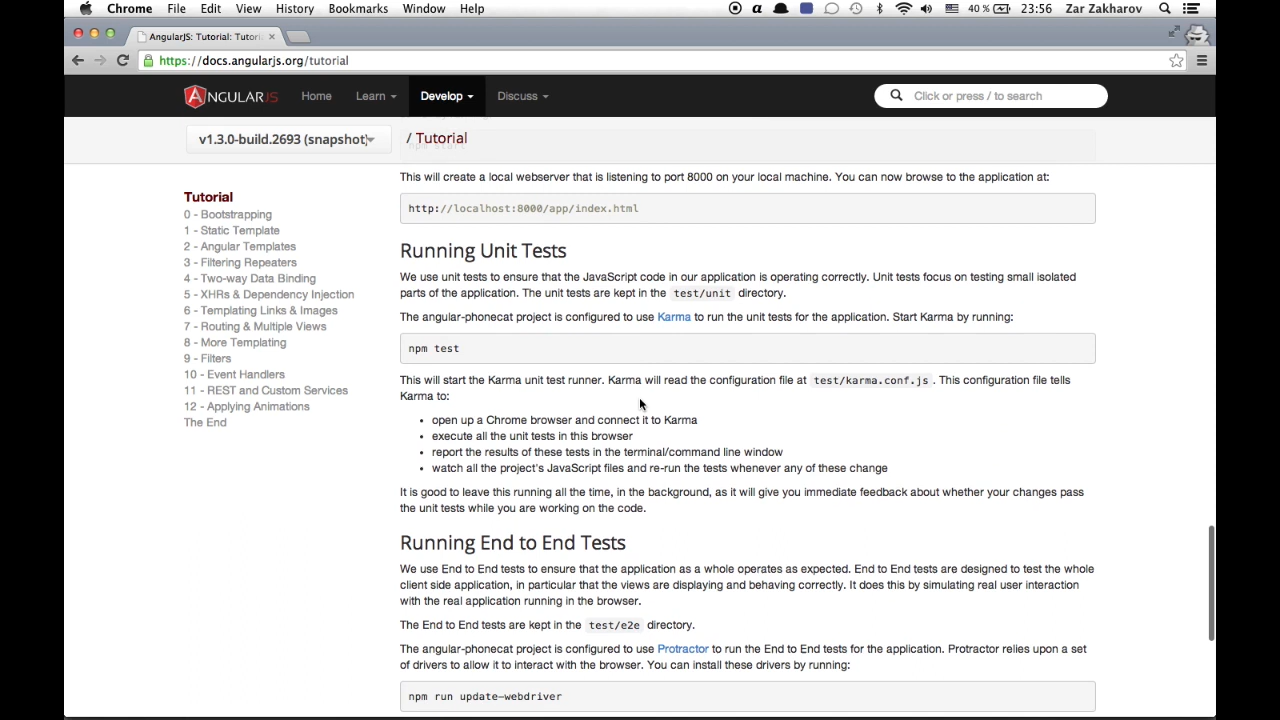 Chrome File Edit View History Bookmarks Window Help 40 % 23:56 Zar Zakharov
AngularJS: Tutorial: Tutori
https://docs.angularjs.org/tutorial
ANGULARJS Home Learn Develop Discuss Click or press / to search
v1.3.0-build.2693 (snapshot) / Tutorial
npm start
This will create a local webserver that is listening to port 8000 on your local machine. You can now browse to the application at:
http://localhost:8000/app/index.html
Tutorial
0 - Bootstrapping
1 - Static Template
2 - Angular Templates
3 - Filtering Repeaters
4 - Two-way Data Binding
5 - XHRs & Dependency Injection
6 - Templating Links & Images
7 - Routing & Multiple Views
8 - More Templating
9 - Filters
10 - Event Handlers
11 - REST and Custom Services
12 - Applying Animations
The End
Running Unit Tests
We use unit tests to ensure that the JavaScript code in our application is operating correctly. Unit tests focus on testing small isolated
parts of the application. The unit tests are kept in the test/unit directory.
The angular-phonecat project is configured to use Karma to run the unit tests for the application. Start Karma by running:
npm test
This will start the Karma unit test runner. Karma will read the configuration file at test/karma.conf.js. This configuration file tells
Karma to:
• open up a Chrome browser and connect it to Karma
• execute all the unit tests in this browser
• report the results of these tests in the terminal/command line window
• watch all the project's JavaScript files and re-run the tests whenever any of these change
It is good to leave this running all the time, in the background, as it will give you immediate feedback about whether your changes pass
the unit tests while you are working on the code.
Running End to End Tests
We use End to End tests to ensure that the application as a whole operates as expected. End to End tests are designed to test the whole
client side application, in particular that the views are displaying and behaving correctly. It does this by simulating real user interaction
with the real application running in the browser.
The End to End tests are kept in the test/e2e directory.
The angular-phonecat project is configured to use Protractor to run the End to End tests for the application. Protractor relies upon a set
of drivers to allow it to interact with the browser. You can install these drivers by running:
npm run update-webdriver